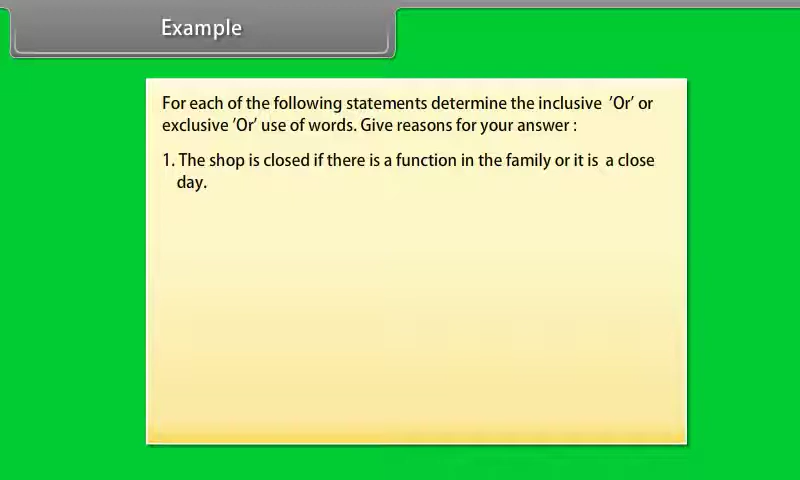 Example
For each of the following statements determine the inclusive 'Or' or
exclusive 'Or' use of words. Give reasons for your answer :
1. The shop is closed if there is a function in the family or it is a close
day.